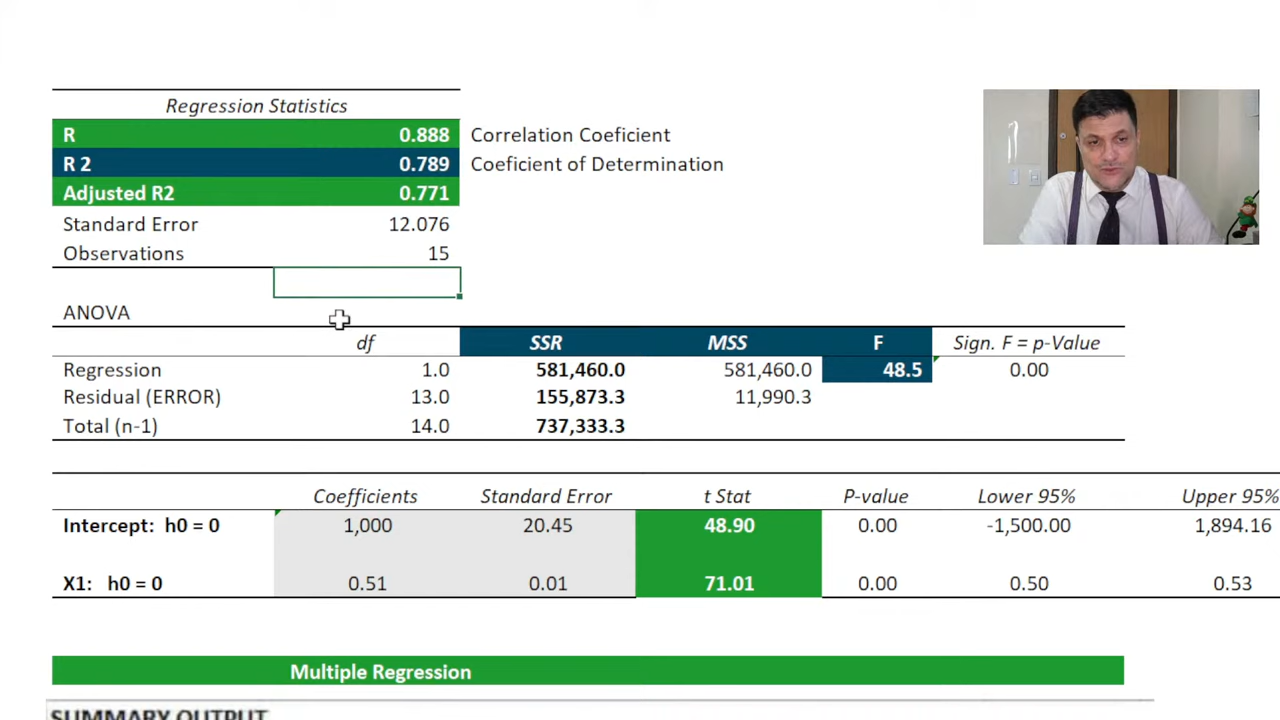 Regression Statistics
R 0.888 Correlation Coeficient
R 2 0.789 Coeficient of Determination
Adjusted R2 0.771
Standard Error 12.076
Observations 15
ANOVA
df SSR MSS F Sign. F = p-Value
Regression 1.0 581,460.0 581,460.0 48.5 0.00
Residual (ERROR) 13.0 155,873.3 11,990.3
Total (n-1) 14.0 737,333.3
Coefficients Standard Error t Stat P-value Lower 95% Upper 95%
Intercept: h0 = 0 1,000 20.45 48.90 0.00 -1,500.00 1,894.16
X1: h0 = 0 0.51 0.01 71.01 0.00 0.50 0.53
Multiple Regression
SUMMARY OUTPUT